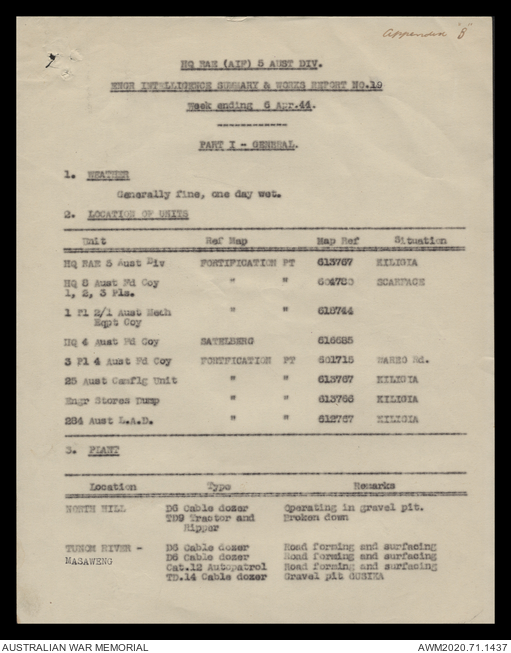 Appendix "B"
HQ RAE (AIF) 5 AUST DIV.
ENGR INTELLIGENCE SUMMARY & WORKS REPORT NO.19
Week ending 6 Apr.44.
PART I - GENERAL.
1. WEATHER
Generally fine, one day wet.
2. LOCATION OF UNITS
Unit Ref Map Map Ref Situation
HQ RAE 5 Aust Div FORTIFICATION PT 613767 KILIGIA
HQ 8 Aust Fd Coy " " SCARFACE
1, 2, 3 Pls.
1 Pl 2/1 Aust Mech " " 615744
Eqpt Coy
HQ 4 Aust Fd Coy SATELBERG 616685
3 Pl 4 Aust Fd Coy FORTIFICATION PT 601716 WAREO Rd.
25 Aust Camflg Unit " " 613767 KILIGIA
Engr Stores Dump " " 613766 KILIGIA
284 Aust L.A.D. " " 612767 KILIGIA
3. PLANT
Location Type Remarks
NORTH HILL D6 Cable dozer Operating in gravel pit.
TD9 Tractor and Broken down
Ripper
TUNOM RIVER - D6 Cable dozer Road forming and surfacing
MASAWENG D6 Cable dozer Road forming and surfacing
Cat.12 Autopatrol Road forming and surfacing
TD.14 Cable dozer Gravel pit GUSIKA
AUSTRALIAN WAR MEMORIAL AWM2020.71.1437